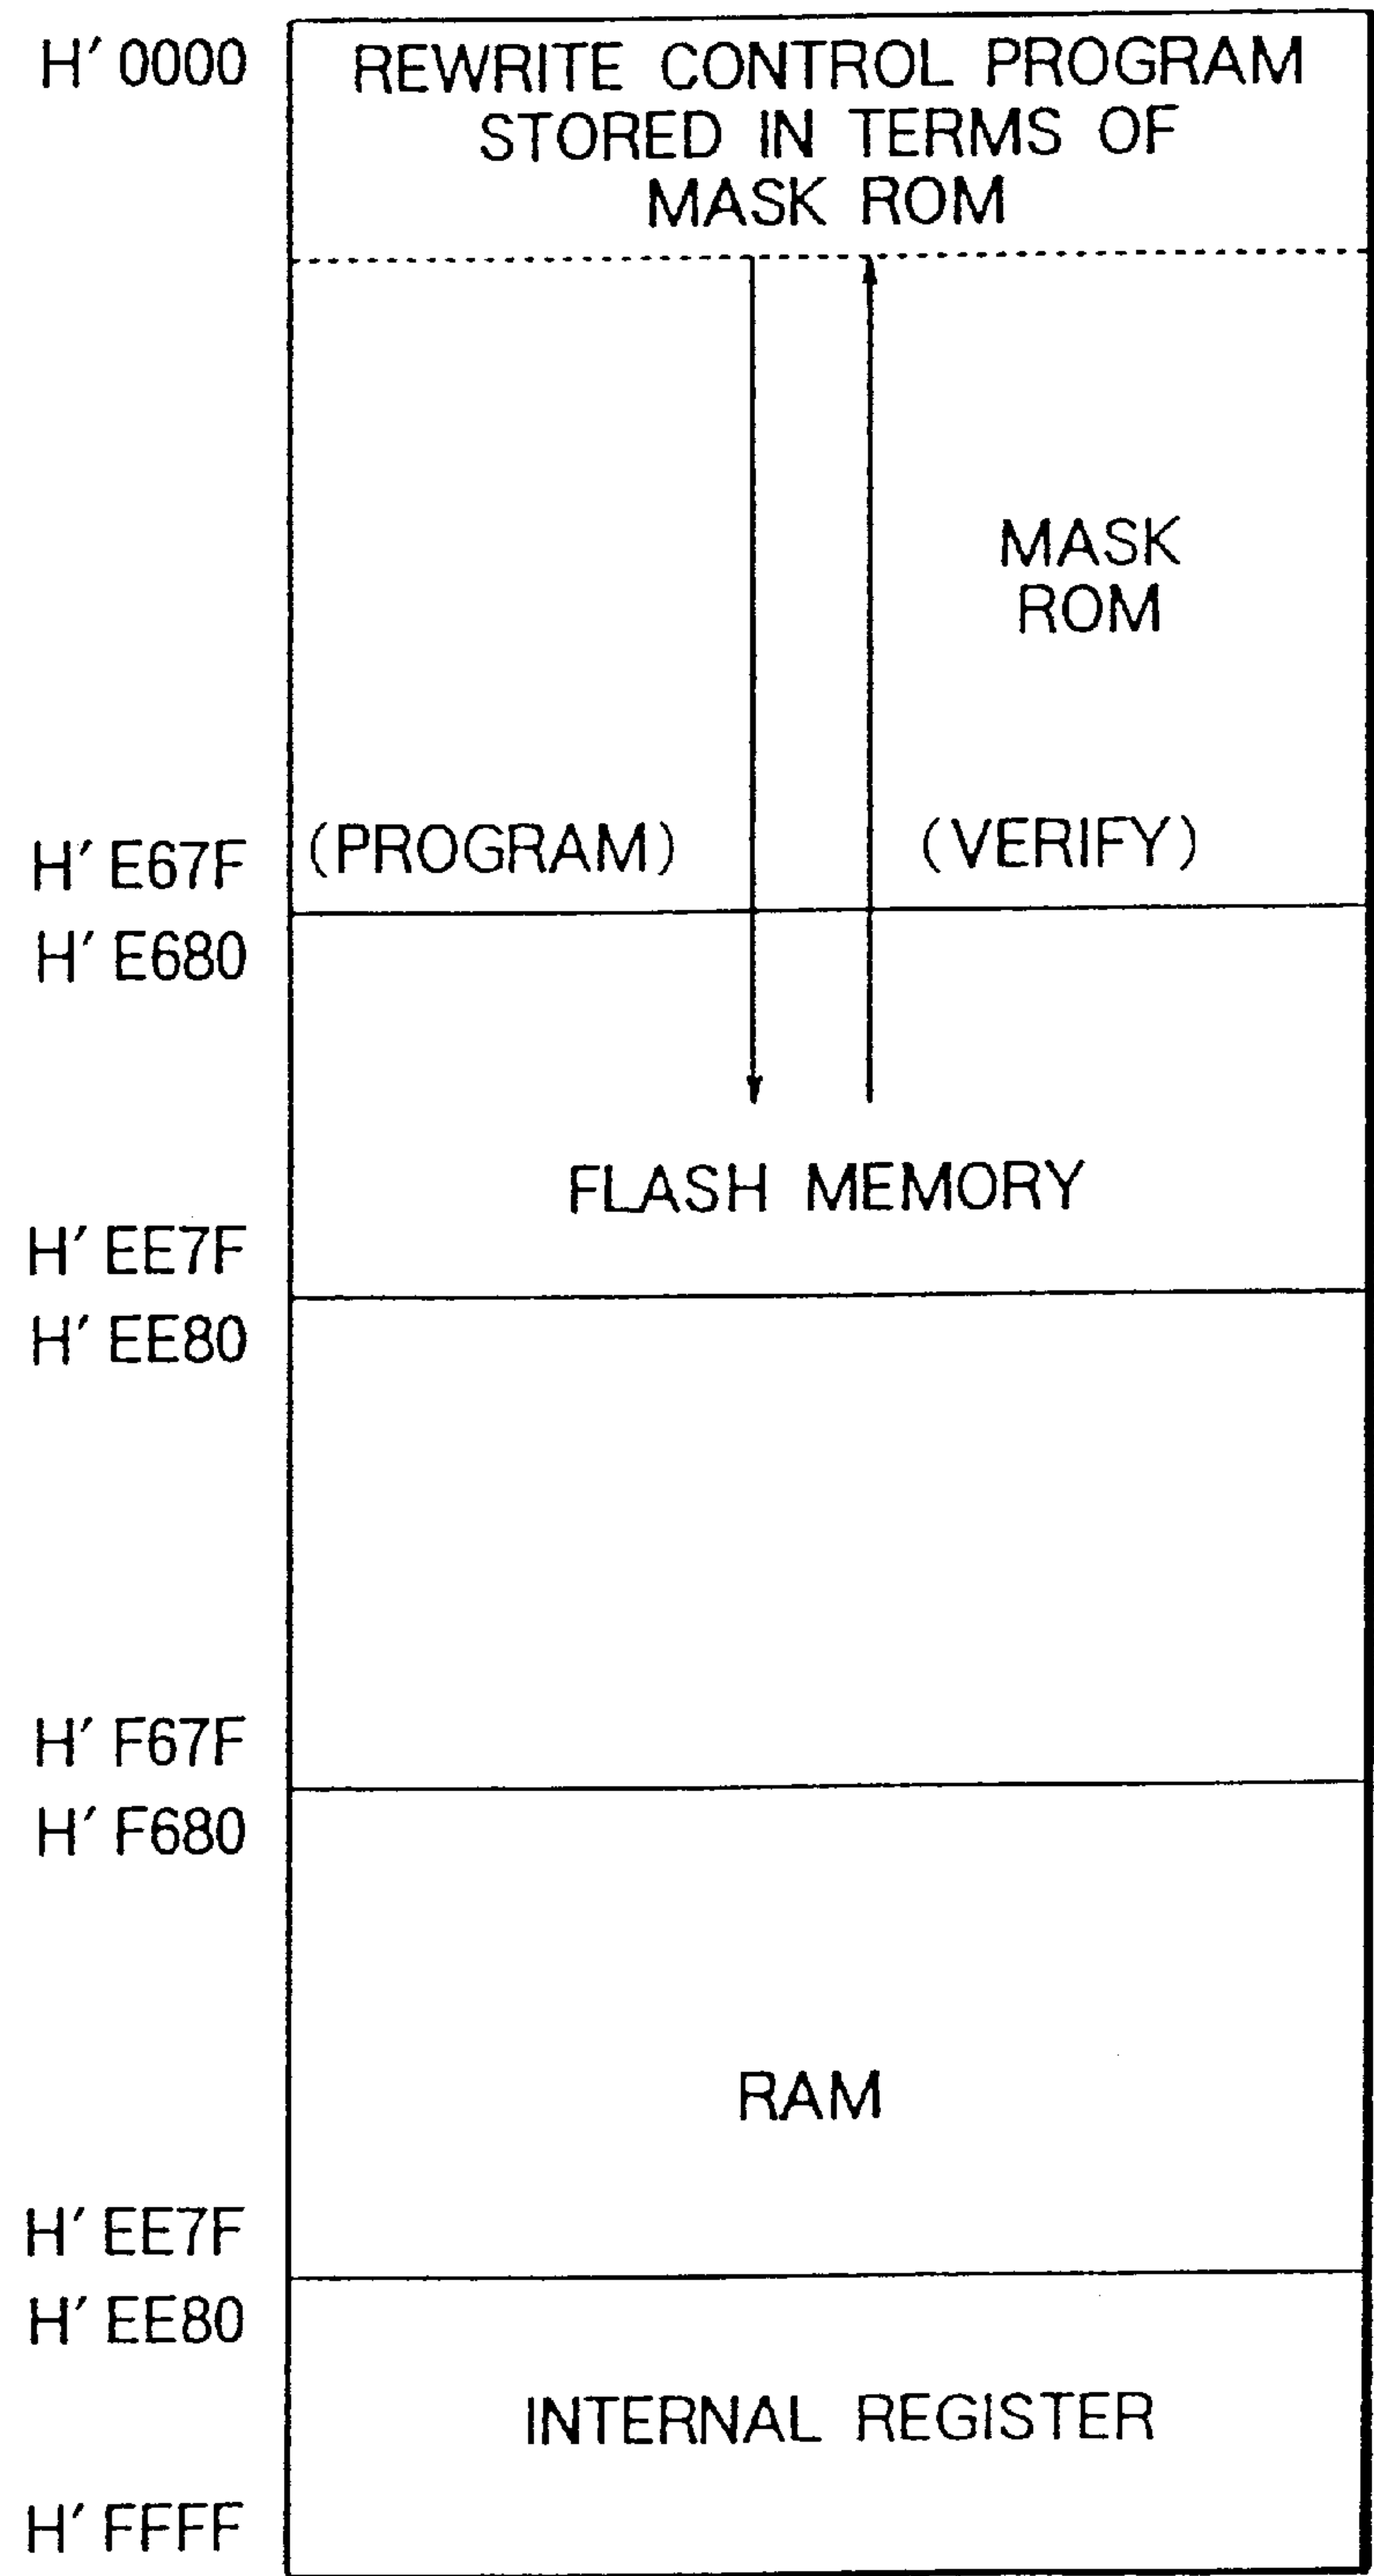 H' 0000
REWRITE CONTROL PROGRAM
STORED IN TERMS OF
MASK ROM
MASK
ROM
H' E67F
(PROGRAM)
(VERIFY)
H' E680
FLASH MEMORY
H' EE7F
H' EE80
H' F67F
H' F680
RAM
H' EE7F
H' EE80
INTERNAL REGISTER
H' FFFF